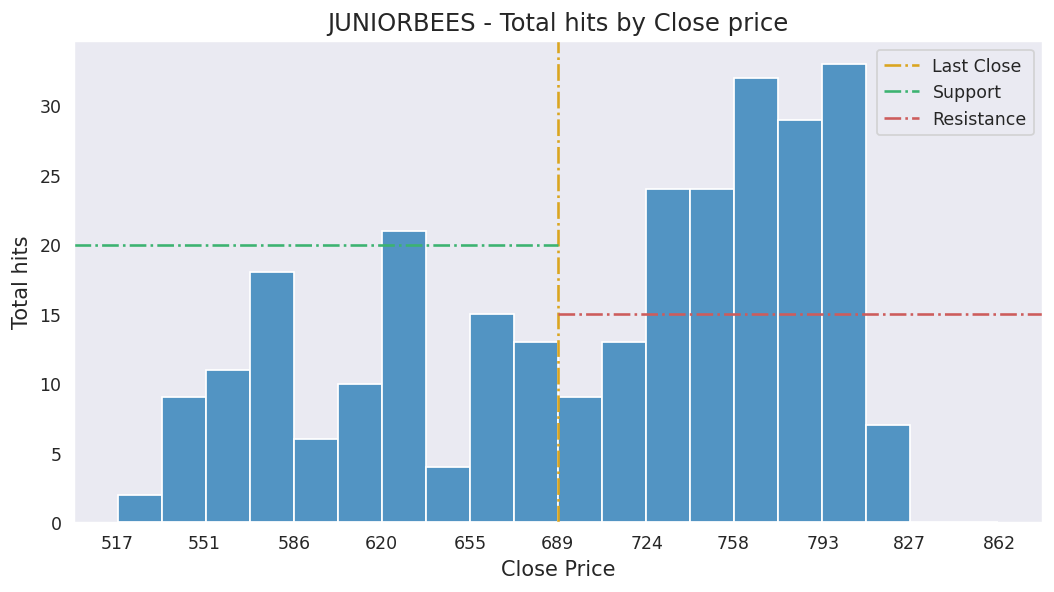 JUNIORBEES - Total hits by Close price
Last Close
Support
Resistance
Total hits
30
25
20
15
10
5
0
517 551 586 620 655 689 724 758 793 827 862
Close Price